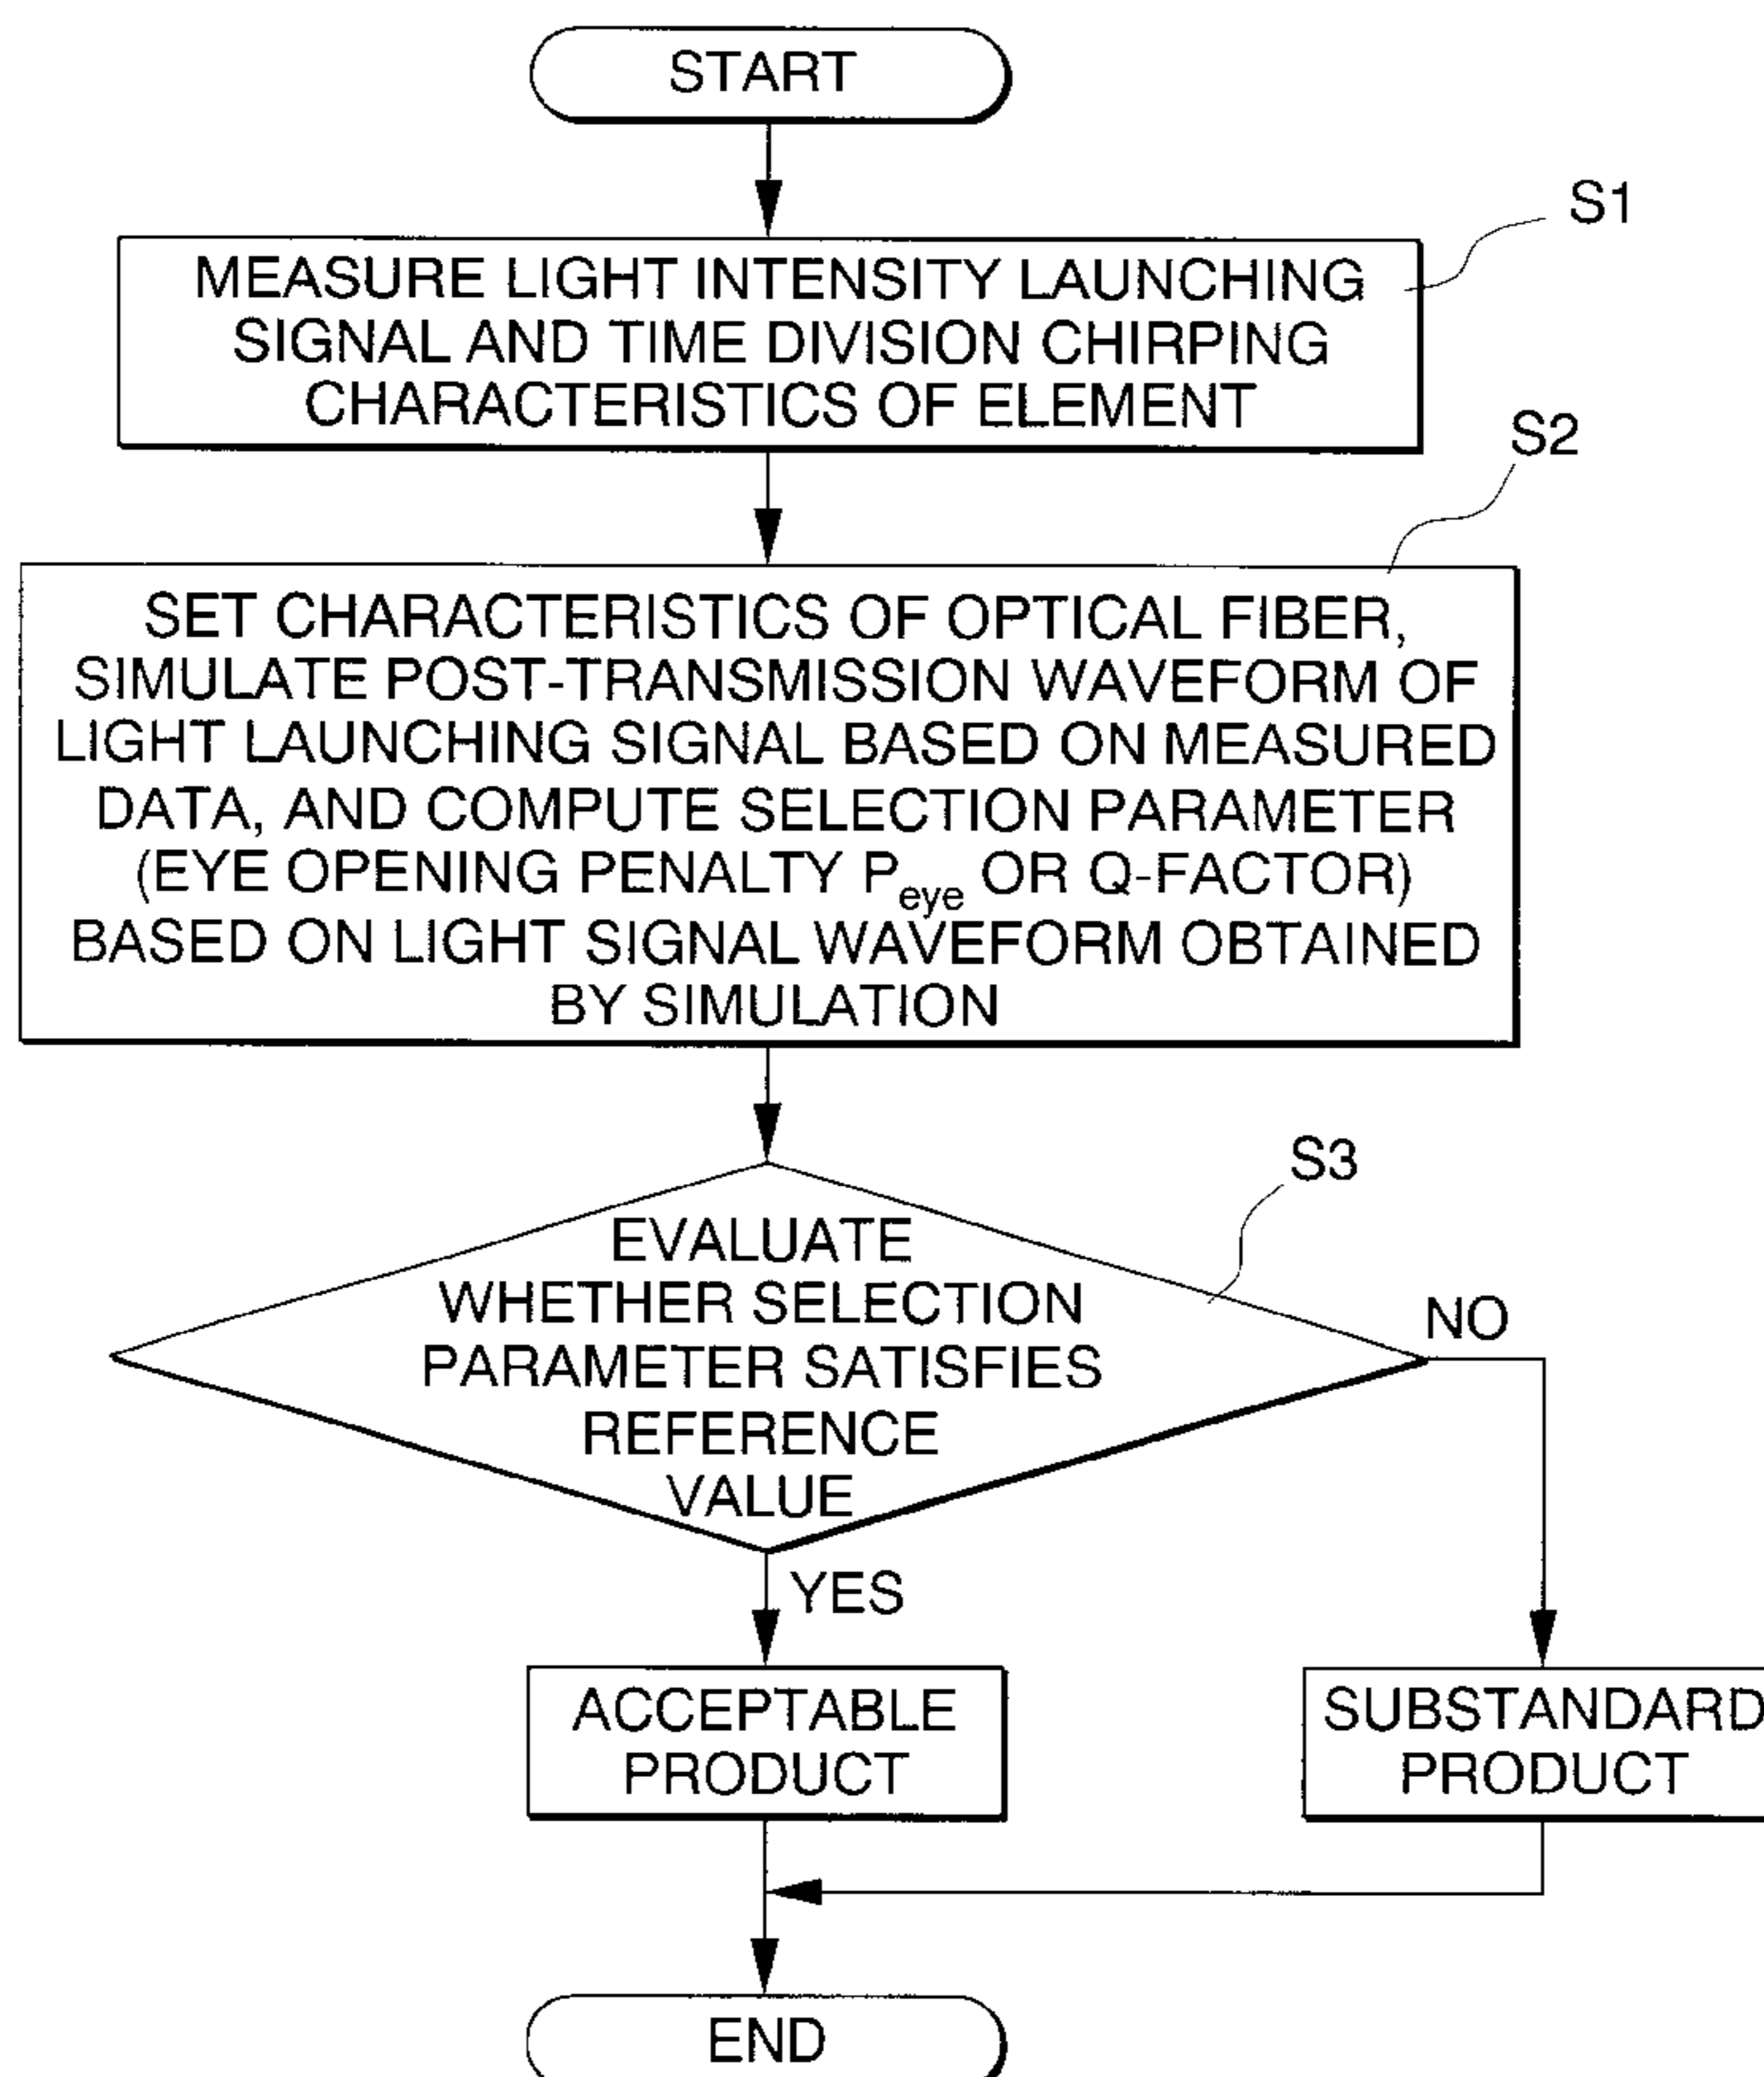 START
S1
MEASURE LIGHT INTENSITY LAUNCHING
SIGNAL AND TIME DIVISION CHIRPING
CHARACTERISTICS OF ELEMENT
S2
SET CHARACTERISTICS OF OPTICAL FIBER,
SIMULATE POST-TRANSMISSION WAVEFORM OF
LIGHT LAUNCHING SIGNAL BASED ON MEASURED
DATA, AND COMPUTE SELECTION PARAMETER
(EYE OPENING PENALTY Peye OR Q-FACTOR)
BASED ON LIGHT SIGNAL WAVEFORM OBTAINED
BY SIMULATION
S3
EVALUATE
WHETHER SELECTION
PARAMETER SATISFIES
REFERENCE
VALUE
NO
YES
ACCEPTABLE
PRODUCT
SUBSTANDARD
PRODUCT
END